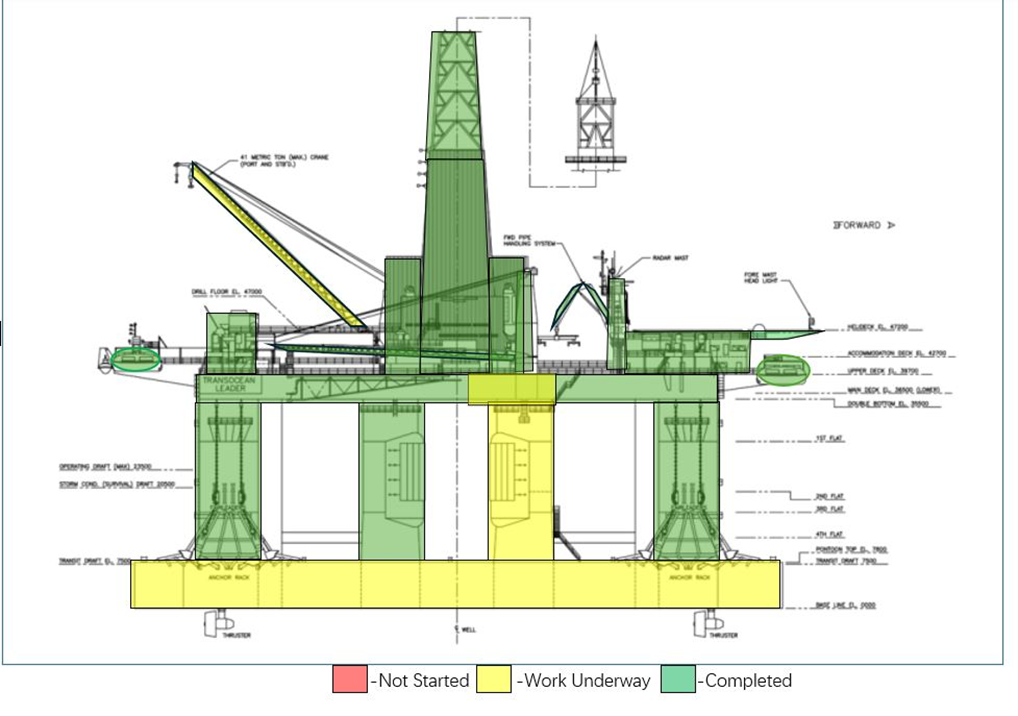 41 METRIC TON (MAX.) CRANE
(PORT AND STB'D.)
FORWARD
FWD PIPE
HANDLING SYSTEM
RADAR MAST
FORE MAST
HEAD LIGHT
DRILL FLOOR EL. 47000
HELIDECK EL. 47200
ACCOMMODATION DECK EL. 42700
UPPER DECK EL. 39700
TRANSOCEAN
LEADER
MAIN DECK EL. 36500 (LOWER)
DOUBLE BOTTOM EL. 35500
1ST FLAT
OPERATING DRAFT (MAX) 23500
STORM COND. (SURVIVAL) DRAFT 20500
2ND FLAT
3RD FLAT
FAIRLEADER
FAIRLEADER
4TH FLAT
PONTOON TOP EL. 7800
TRANSIT DRAFT EL. 7500
TRANSIT DRAFT 7500
ANCHOR RACK
ANCHOR RACK
BASE LINE EL. 0000
THRUSTER
WELL
THRUSTER
-Not Started
-Work Underway
-Completed